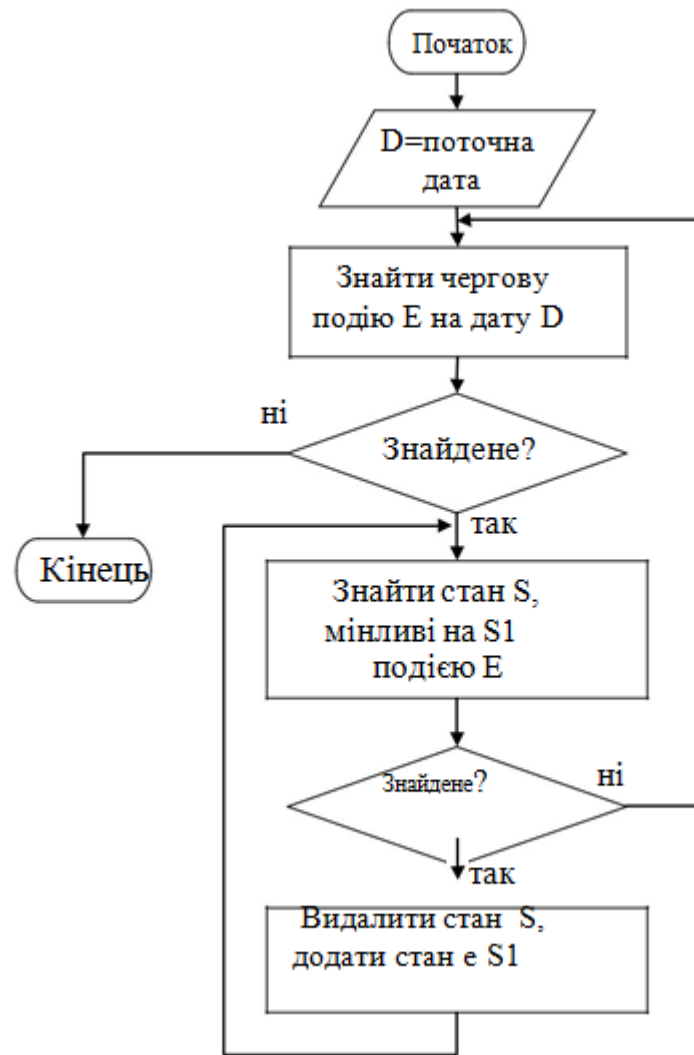 Початок
D=поточна
дата
Знайти чергову
подію E на дату D
ні
Знайдене?
так
Кінець
Знайти стан S,
мінливі на S1
подією E
Знайдене?
ні
так
Видалити стан S,
додати стан е S1